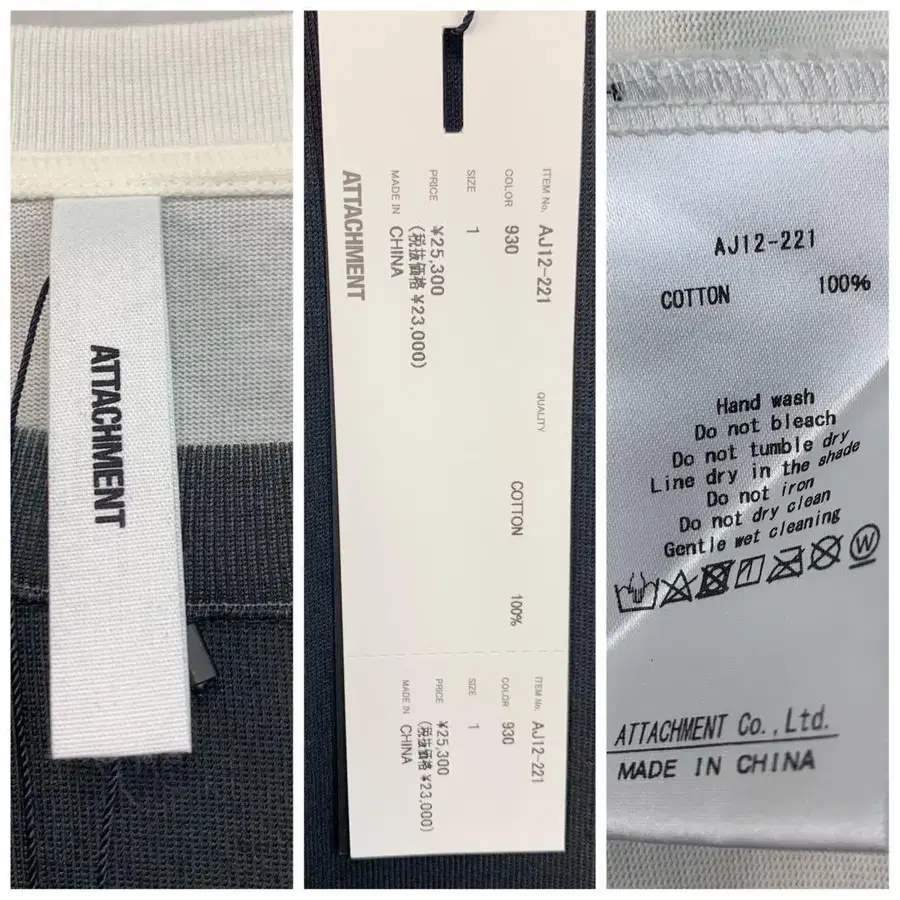 ATTACHMENT
ITEM No. AJ12-221
COLOR 930
SIZE 1
PRICE ¥25,300
(税抜価格 ¥23,000)
MADE IN CHINA
ATTACHMENT
QUALITY
COTTON 100%
ITEM No. AJ12-221
COLOR 930
SIZE 1
PRICE ¥25,300
(税抜価格 ¥23,000)
MADE IN CHINA
AJ12-221
COTTON 100%
Hand wash
Do not bleach
Do not tumble dry
Line dry in the shade
Do not iron
Do not dry clean
Gentle wet cleaning
W
ATTACHMENT Co.,Ltd.
MADE IN CHINA